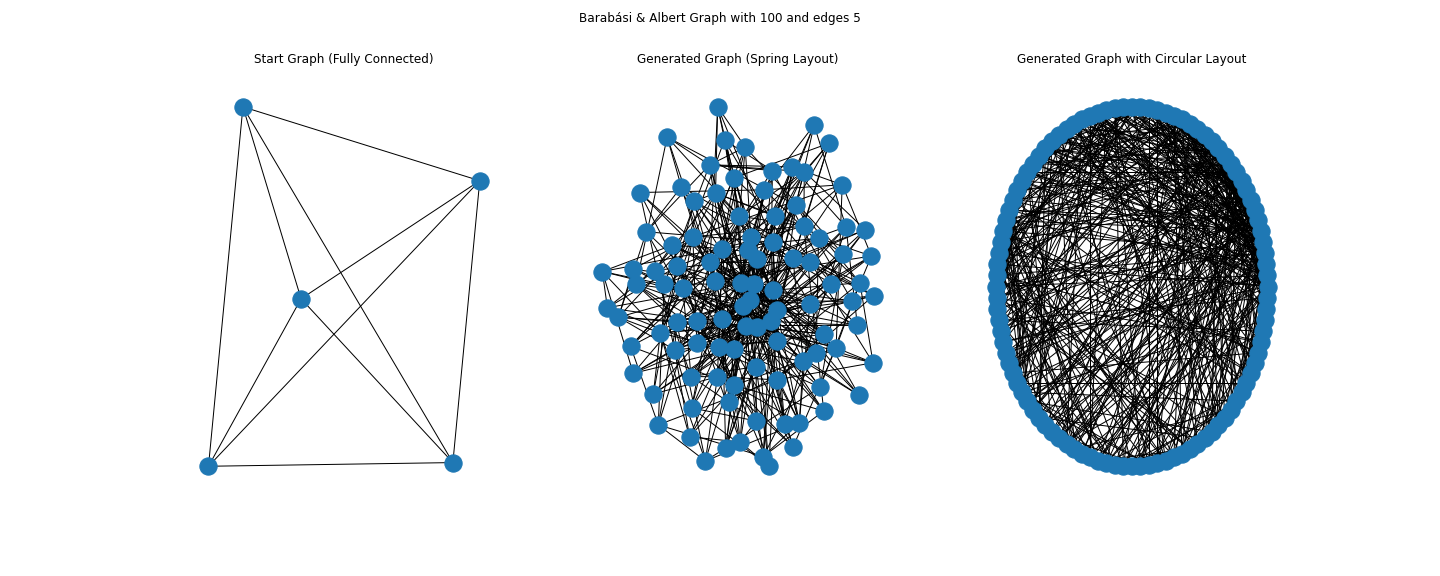 Barabási & Albert Graph with 100 and edges 5
Start Graph (Fully Connected)
Generated Graph (Spring Layout)
Generated Graph with Circular Layout